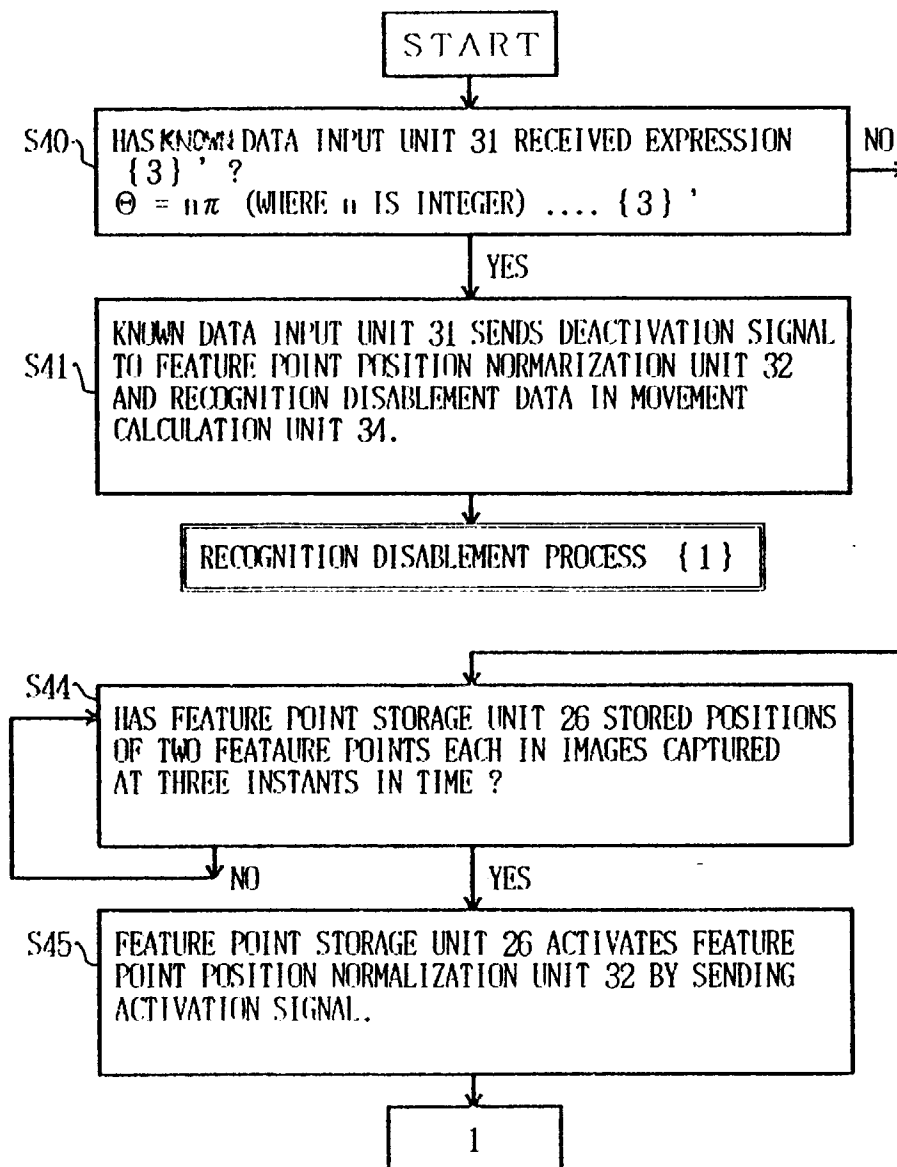 START
S40
HAS KNOWN DATA INPUT UNIT 31 RECEIVED EXPRESSION
{3}' ?
Θ = nπ (WHERE n IS INTEGER) .... {3}'
NO
YES
S41
KNOWN DATA INPUT UNIT 31 SENDS DEACTIVATION SIGNAL
TO FEATURE POINT POSITION NORMARIZATION UNIT 32
AND RECOGNITION DISABLEMENT DATA IN MOVEMENT
CALCULATION UNIT 34.
RECOGNITION DISABLEMENT PROCESS {1}
S44
HAS FEATURE POINT STORAGE UNIT 26 STORED POSITIONS
OF TWO FEATAURE POINTS EACH IN IMAGES CAPTURED
AT THREE INSTANTS IN TIME ?
NO
YES
S45
FEATURE POINT STORAGE UNIT 26 ACTIVATES FEATURE
POINT POSITION NORMALIZATION UNIT 32 BY SENDING
ACTIVATION SIGNAL.
1